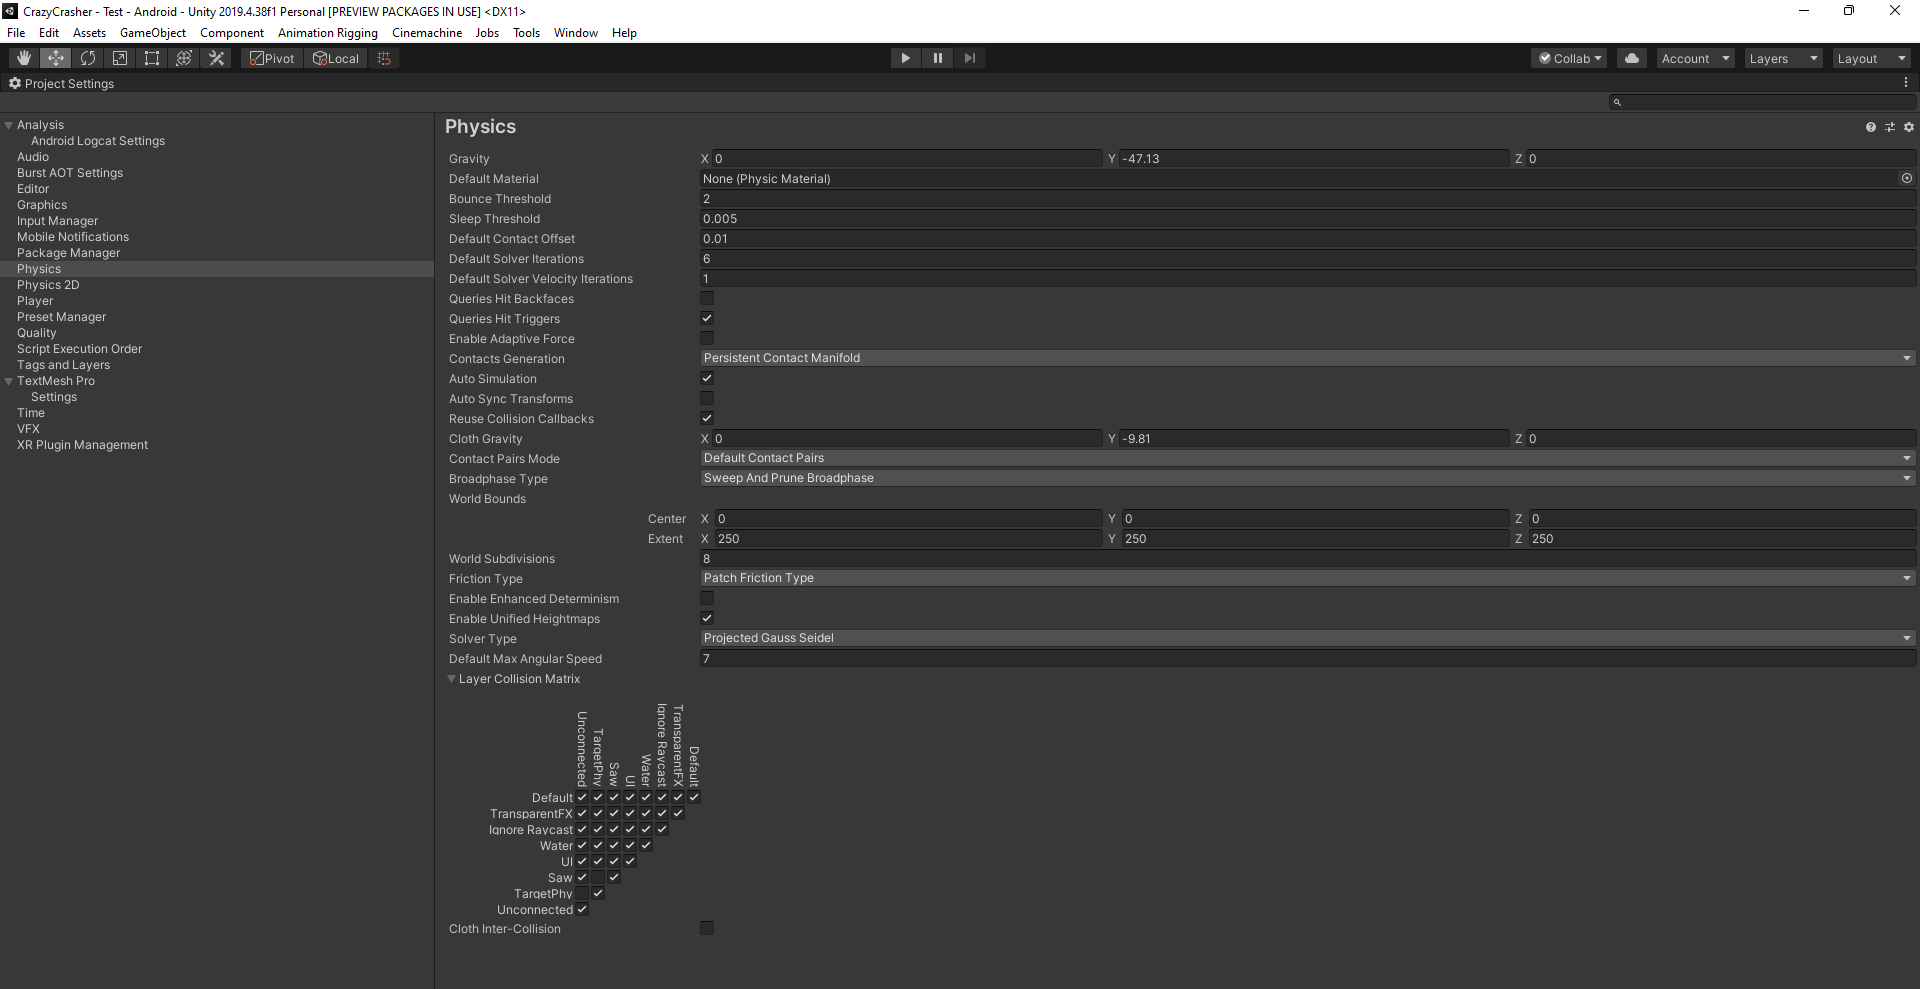 CrazyCrasher - Test - Android - Unity 2019.4.38f1 Personal [PREVIEW PACKAGES IN USE] <DX11>
File Edit Assets GameObject Component Animation Rigging Cinemachine Jobs Tools Window Help
Pivot Local Collab Account Layers Layout
Project Settings
Analysis
Android Logcat Settings
Audio
Burst AOT Settings
Editor
Graphics
Input Manager
Mobile Notifications
Package Manager
Physics
Physics 2D
Player
Preset Manager
Quality
Script Execution Order
Tags and Layers
TextMesh Pro
Settings
Time
VFX
XR Plugin Management
Physics
Gravity X 0 Y -47.13 Z 0
Default Material None (Physic Material)
Bounce Threshold 2
Sleep Threshold 0.005
Default Contact Offset 0.01
Default Solver Iterations 6
Default Solver Velocity Iterations 1
Queries Hit Backfaces
Queries Hit Triggers
Enable Adaptive Force
Contacts Generation Persistent Contact Manifold
Auto Simulation
Auto Sync Transforms
Reuse Collision Callbacks
Cloth Gravity X 0 Y -9.81 Z 0
Contact Pairs Mode Default Contact Pairs
Broadphase Type Sweep And Prune Broadphase
World Bounds
Center X 0 Y 0 Z 0
Extent X 250 Y 250 Z 250
World Subdivisions 8
Friction Type Patch Friction Type
Enable Enhanced Determinism
Enable Unified Heightmaps
Solver Type Projected Gauss Seidel
Default Max Angular Speed 7
Layer Collision Matrix
Unconnected
TargetPhy
Saw
UI
Water
Ignore Raycast
TransparentFX
Default
Default
TransparentFX
Ignore Raycast
Water
UI
Saw
TargetPhy
Unconnected
Cloth Inter-Collision